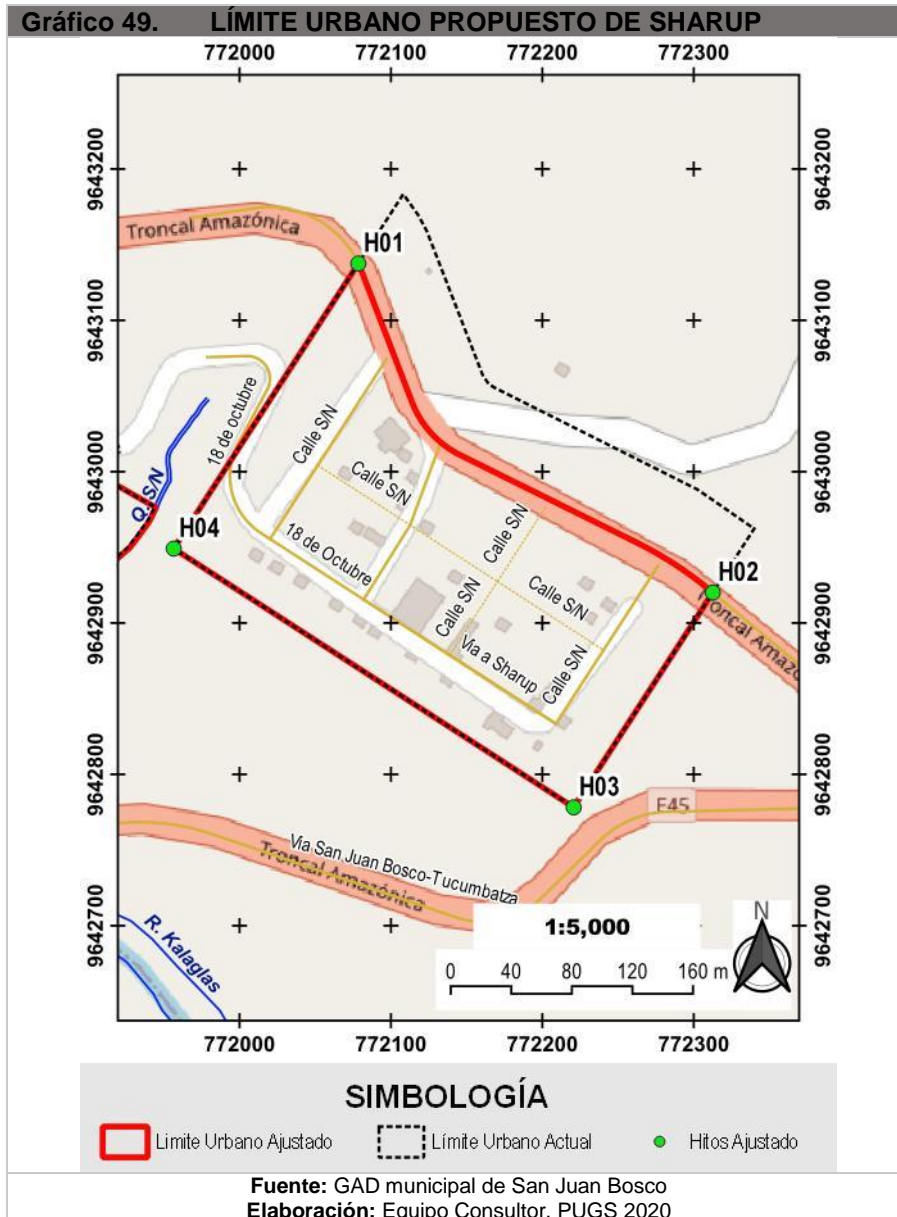 Gráfico 49. LÍMITE URBANO PROPUESTO DE SHARUP
772000 772100 772200 772300
9643200 9643200
Troncal Amazónica
H01
9643100 9643100
18 de octubre
Calle S/N
9643000 9643000
Calle S/N
Q. S/N
Calle S/N
H04
18 de Octubre
H02
Calle S/N
Calle S/N
Troncal Amazó
9642900 9642900
Via a Sharup
Calle S/N
9642800 9642800
H03
E45
Via San Juan Bosco-Tucumbatza
Troncal Amazónica
9642700 9642700
R. Kalaglas
1:5,000
N
0 40 80 120 160 m
772000 772100 772200 772300
SIMBOLOGÍA
Limite Urbano Ajustado Límite Urbano Actual Hitos Ajustado
Fuente: GAD municipal de San Juan Bosco
Elaboración: Equipo Consultor, PUGS 2020